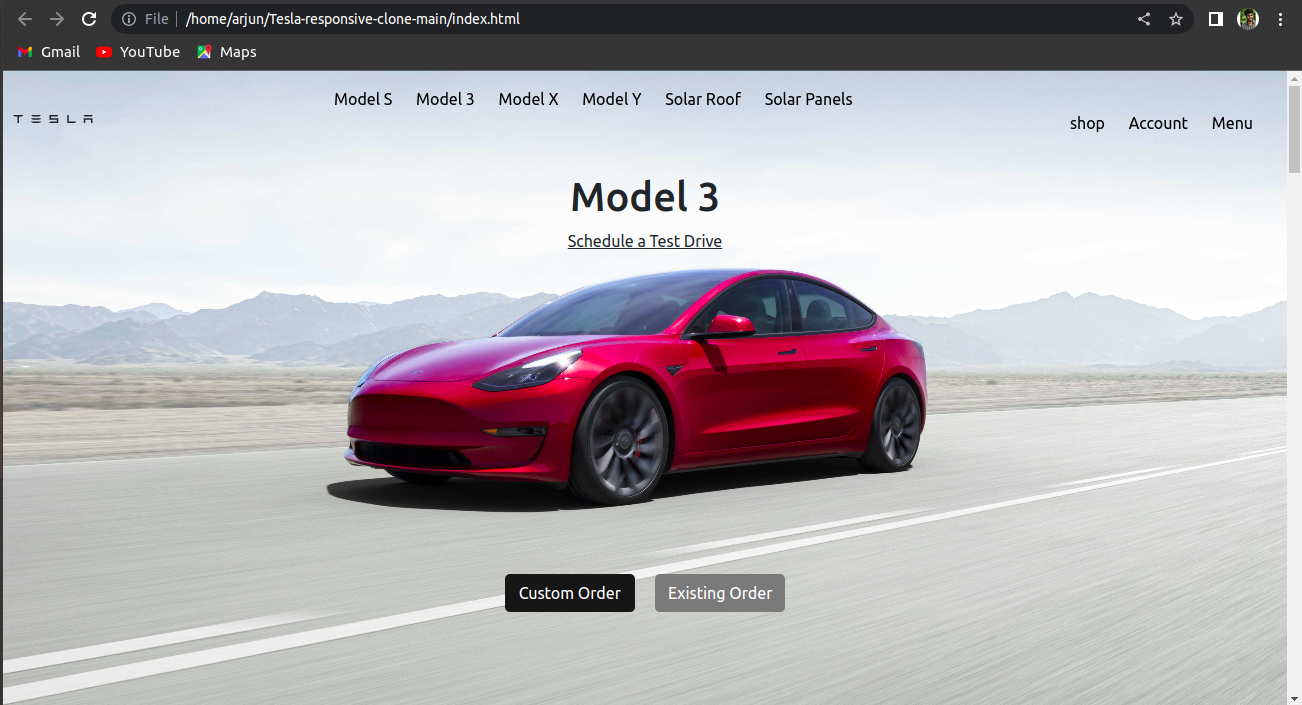 File | /home/arjun/Tesla-responsive-clone-main/index.html
Gmail YouTube Maps
Model S Model 3 Model X Model Y Solar Roof Solar Panels
TESLA
shop Account Menu
Model 3
Schedule a Test Drive
Custom Order Existing Order